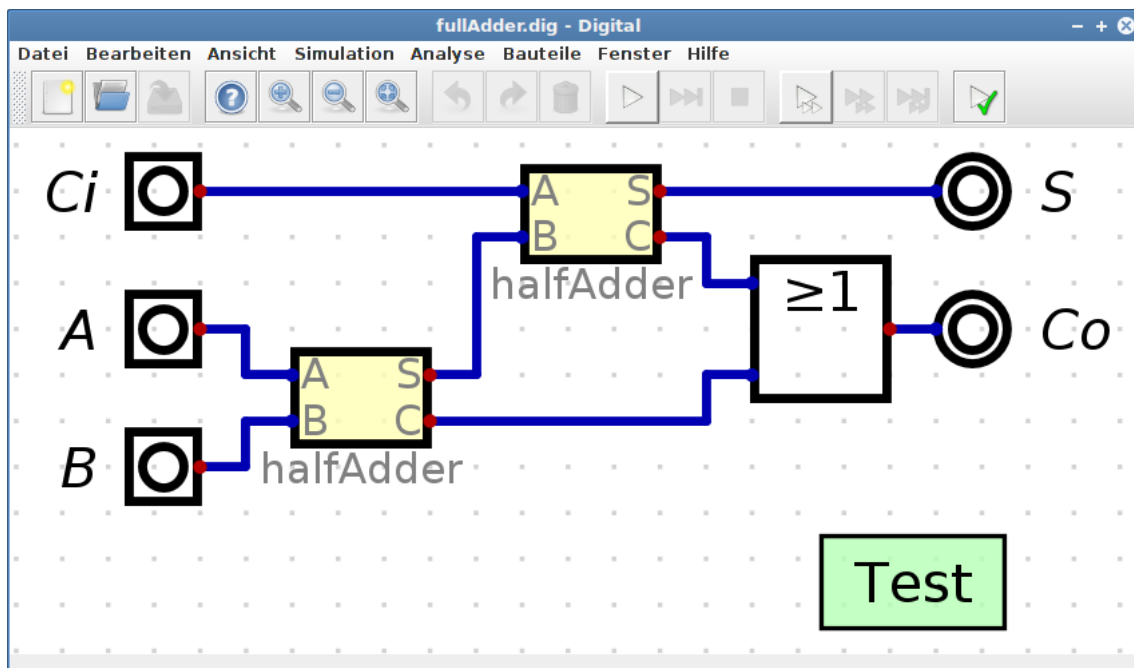 fullAdder.dig - Digital
Datei Bearbeiten Ansicht Simulation Analyse Bauteile Fenster Hilfe
Ci
A S
S
B C
halfAdder
≥1
A
Co
A S
B C
B
halfAdder
Test